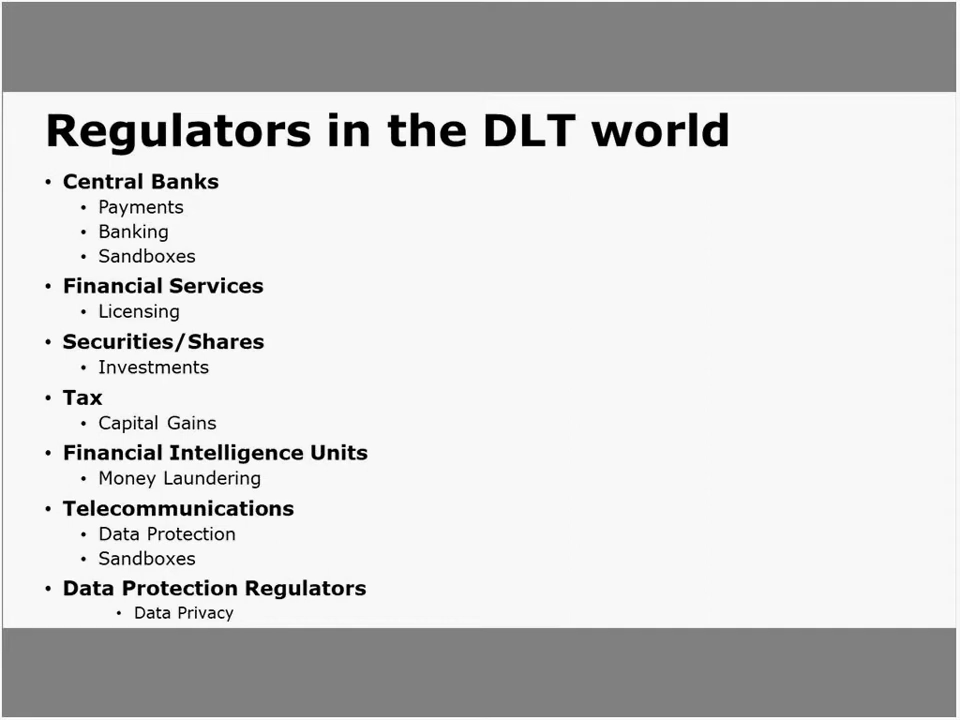 Regulators in the DLT world
• Central Banks
• Payments
• Banking
• Sandboxes
• Financial Services
• Licensing
• Securities/Shares
• Investments
• Tax
• Capital Gains
• Financial Intelligence Units
• Money Laundering
• Telecommunications
• Data Protection
• Sandboxes
• Data Protection Regulators
• Data Privacy